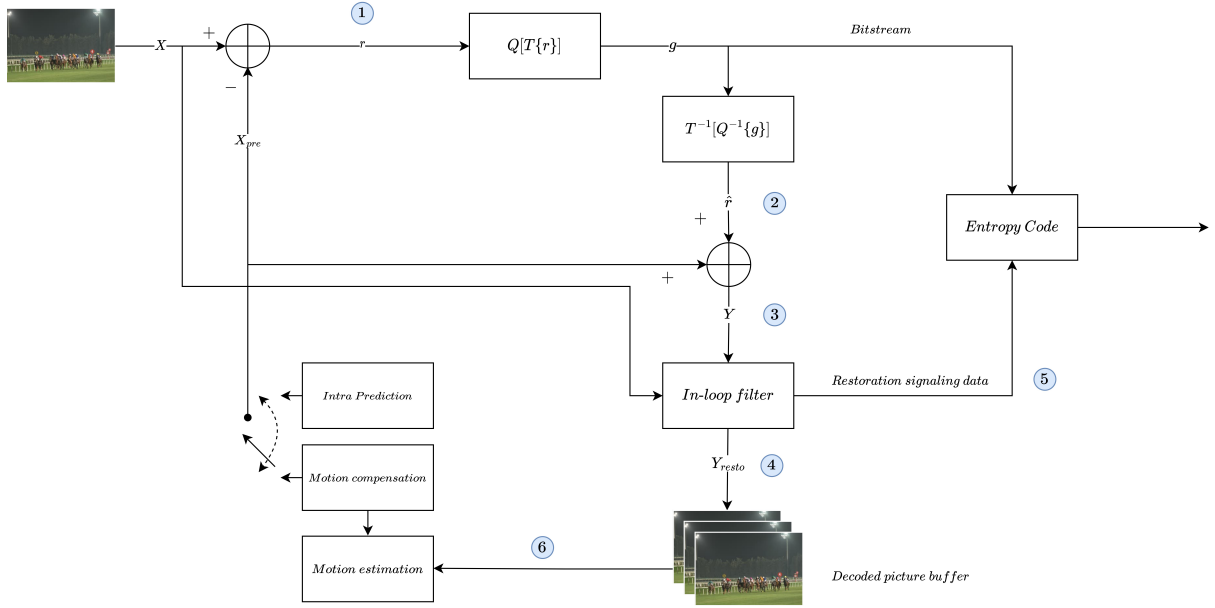 1
X
+
r
Q[T{r}]
g
Bitstream
−
X_{pre}
T^{-1}[Q^{-1}{g}]
r̂
2
+
Entropy Code
+
Y
3
Intra Prediction
In-loop filter
Restoration signaling data
5
Motion compensation
Y_{resto}
4
6
Motion estimation
Decoded picture buffer